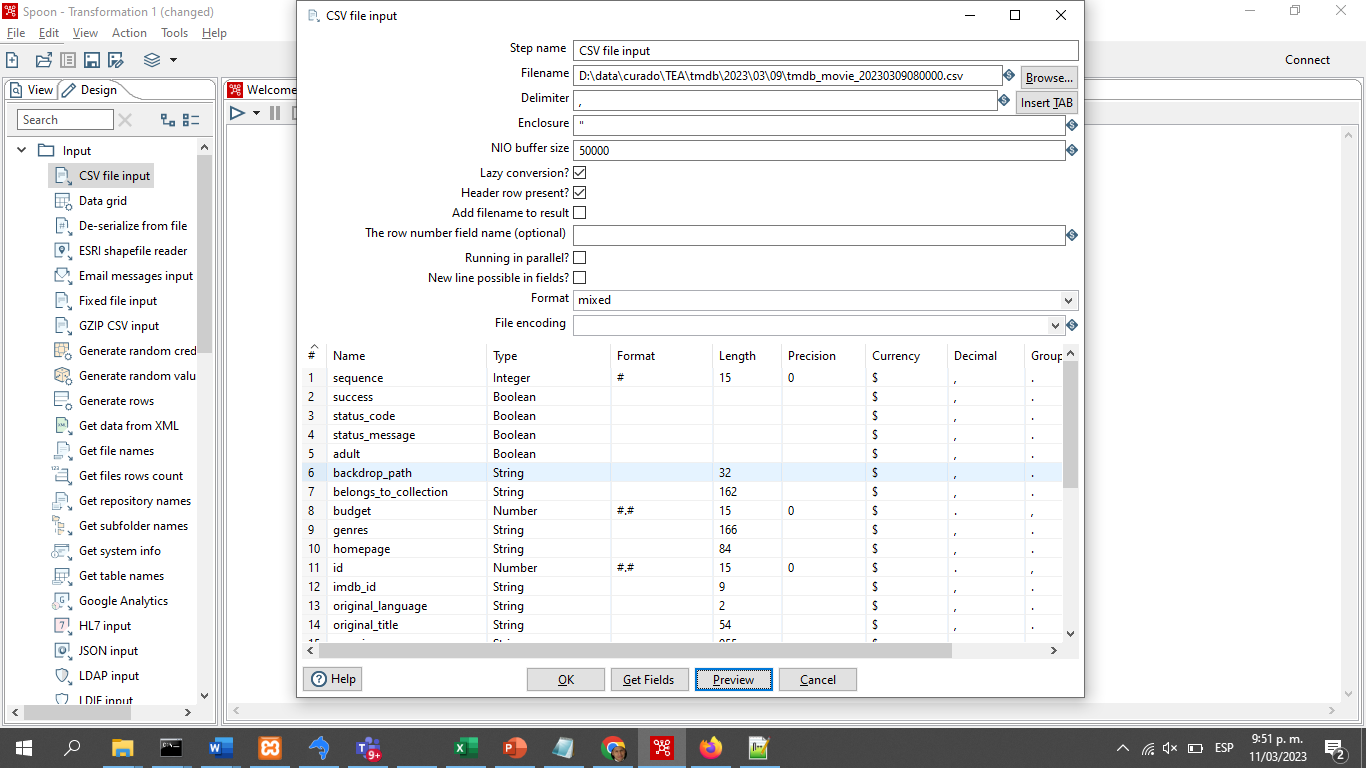 Spoon - Transformation 1 (changed)
File Edit View Action Tools Help
Connect
View Design
Welcome
Search
Input
CSV file input
Data grid
De-serialize from file
ESRI shapefile reader
Email messages input
Fixed file input
GZIP CSV input
Generate random cred
Generate random valu
Generate rows
Get data from XML
Get file names
Get files rows count
Get repository names
Get subfolder names
Get system info
Get table names
Google Analytics
HL7 input
JSON input
LDAP input
LDIF input
CSV file input
Step name CSV file input
Filename D:\data\curado\TEA\tmdb\2023\03\09\tmdb_movie_20230309080000.csv Browse...
Delimiter , Insert TAB
Enclosure "
NIO buffer size 50000
Lazy conversion?
Header row present?
Add filename to result
The row number field name (optional)
Running in parallel?
New line possible in fields?
Format mixed
File encoding
# Name Type Format Length Precision Currency Decimal Group
1 sequence Integer # 15 0 $ , .
2 success Boolean $ , .
3 status_code Boolean $ , .
4 status_message Boolean $ , .
5 adult Boolean $ , .
6 backdrop_path String 32 $ , .
7 belongs_to_collection String 162 $ , .
8 budget Number #.# 15 0 $ . ,
9 genres String 166 $ , .
10 homepage String 84 $ , .
11 id Number #.# 15 0 $ . ,
12 imdb_id String 9 $ , .
13 original_language String 2 $ , .
14 original_title String 54 $ , .
Help OK Get Fields Preview Cancel
9+
ESP
9:51 p. m.
11/03/2023
2